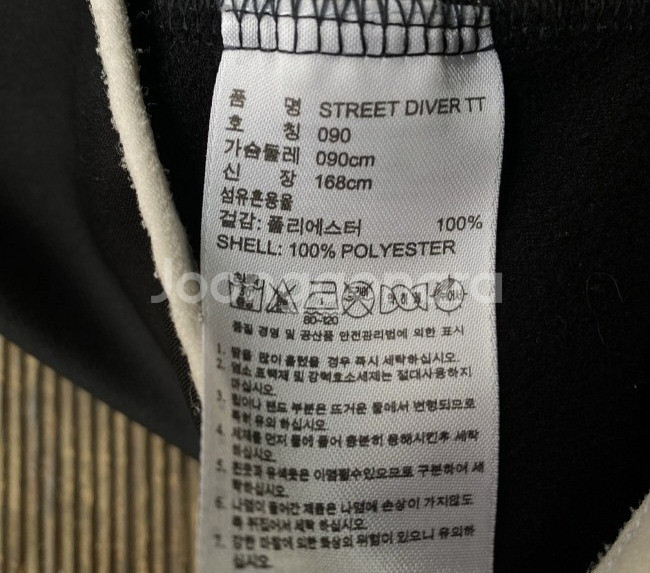 품 명 STREET DIVER TT
호 칭 090
가슴둘레 090cm
신 장 168cm
섬유혼용율
겉감: 폴리에스터 100%
SHELL: 100% POLYESTER
Joonggonara
80~120
품질 경영 및 공산품 안전관리법에 의한 표시
1. 땀을 많이 흘렸을 경우 즉시 세탁하십시오.
2. 염소 표백제 및 강력효소세제는 절대사용하지
마십시오.
3. 힘이나 밴드 부분은 뜨거운 물에서 변형되므로
특히 유의 하십시오.
4. 세제를 먼저 물에 풀어 충분히 용해시킨후 세탁
하십시오.
5. 흰옷과 유색옷은 이염될수있으므로 구분하여 세
탁하십시오.
6. 나염이 들어간 제품은 나염에 손상이 가지않도
록 뒤집어서 세탁 하십시오.
7. 강한 마찰에 의한 화상의 위험이 있으니 유의하
십시오.